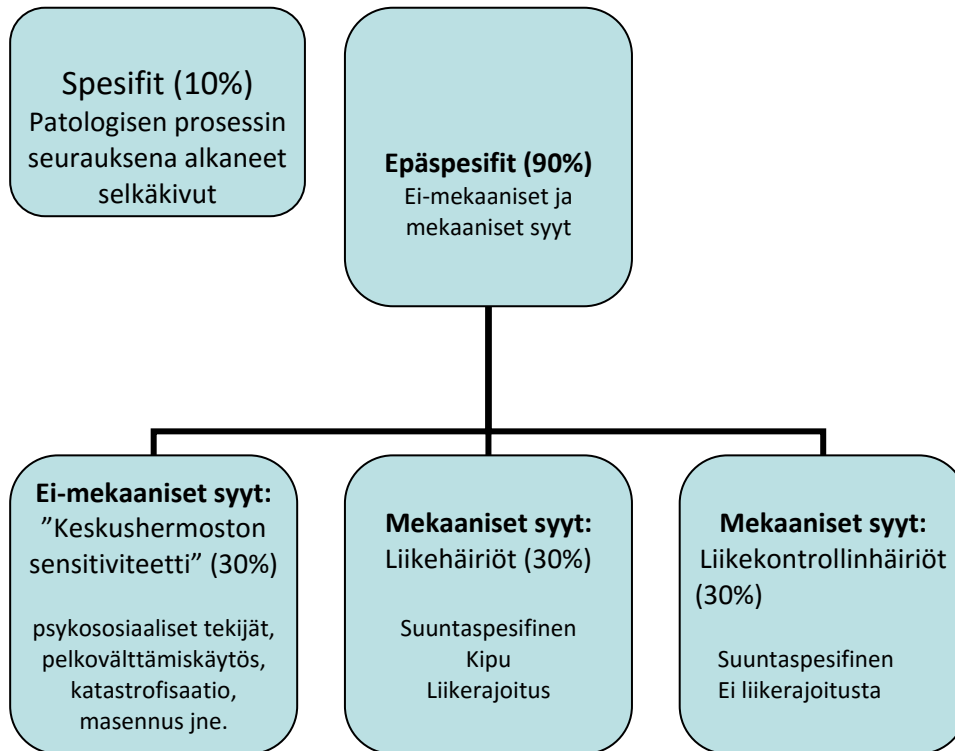 Spesifit (10%)
Patologisen prosessin
seurauksena alkaneet
selkäkivut
Epäspesifit (90%)
Ei-mekaaniset ja
mekaaniset syyt
Ei-mekaaniset syyt:
”Keskushermoston
sensitiviteetti” (30%)
psykososiaaliset tekijät,
pelkovälttämiskäytös,
katastrofisaatio,
masennus jne.
Mekaaniset syyt:
Liikehäiriöt (30%)
Suuntaspesifinen
Kipu
Liikerajoitus
Mekaaniset syyt:
Liikekontrollinhäiriöt
(30%)
Suuntaspesifinen
Ei liikerajoitusta